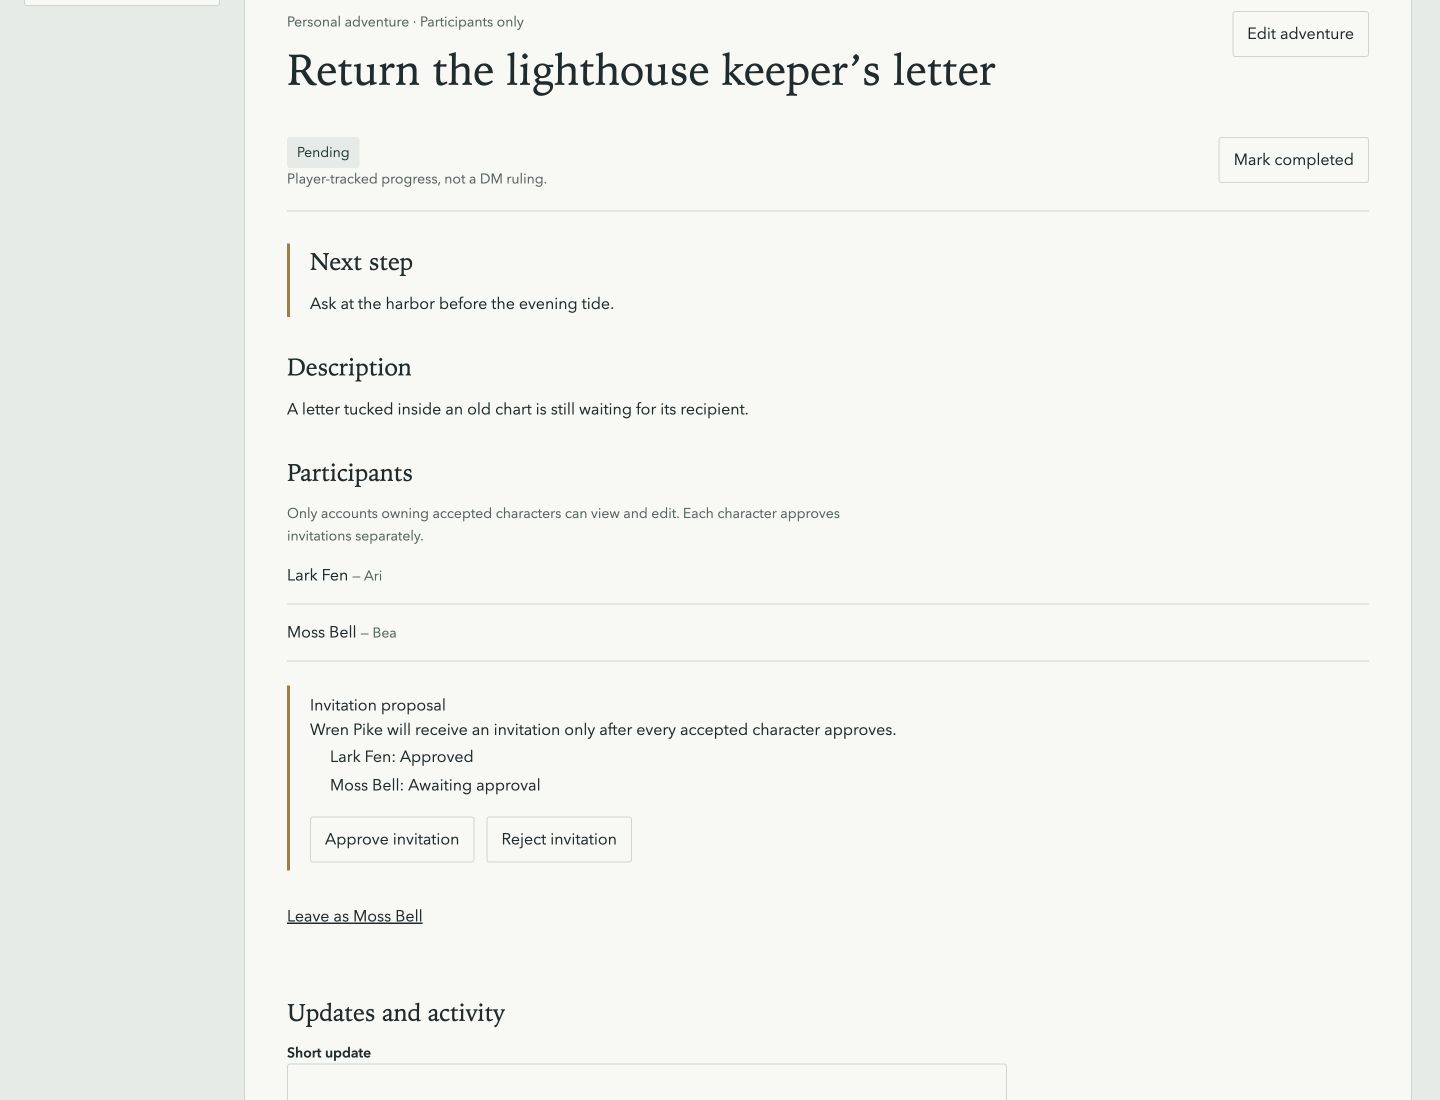 Personal adventure · Participants only
Edit adventure
Return the lighthouse keeper’s letter
Pending
Mark completed
Player-tracked progress, not a DM ruling.
Next step
Ask at the harbor before the evening tide.
Description
A letter tucked inside an old chart is still waiting for its recipient.
Participants
Only accounts owning accepted characters can view and edit. Each character approves
invitations separately.
Lark Fen – Ari
Moss Bell – Bea
Invitation proposal
Wren Pike will receive an invitation only after every accepted character approves.
Lark Fen: Approved
Moss Bell: Awaiting approval
Approve invitation
Reject invitation
Leave as Moss Bell
Updates and activity
Short update